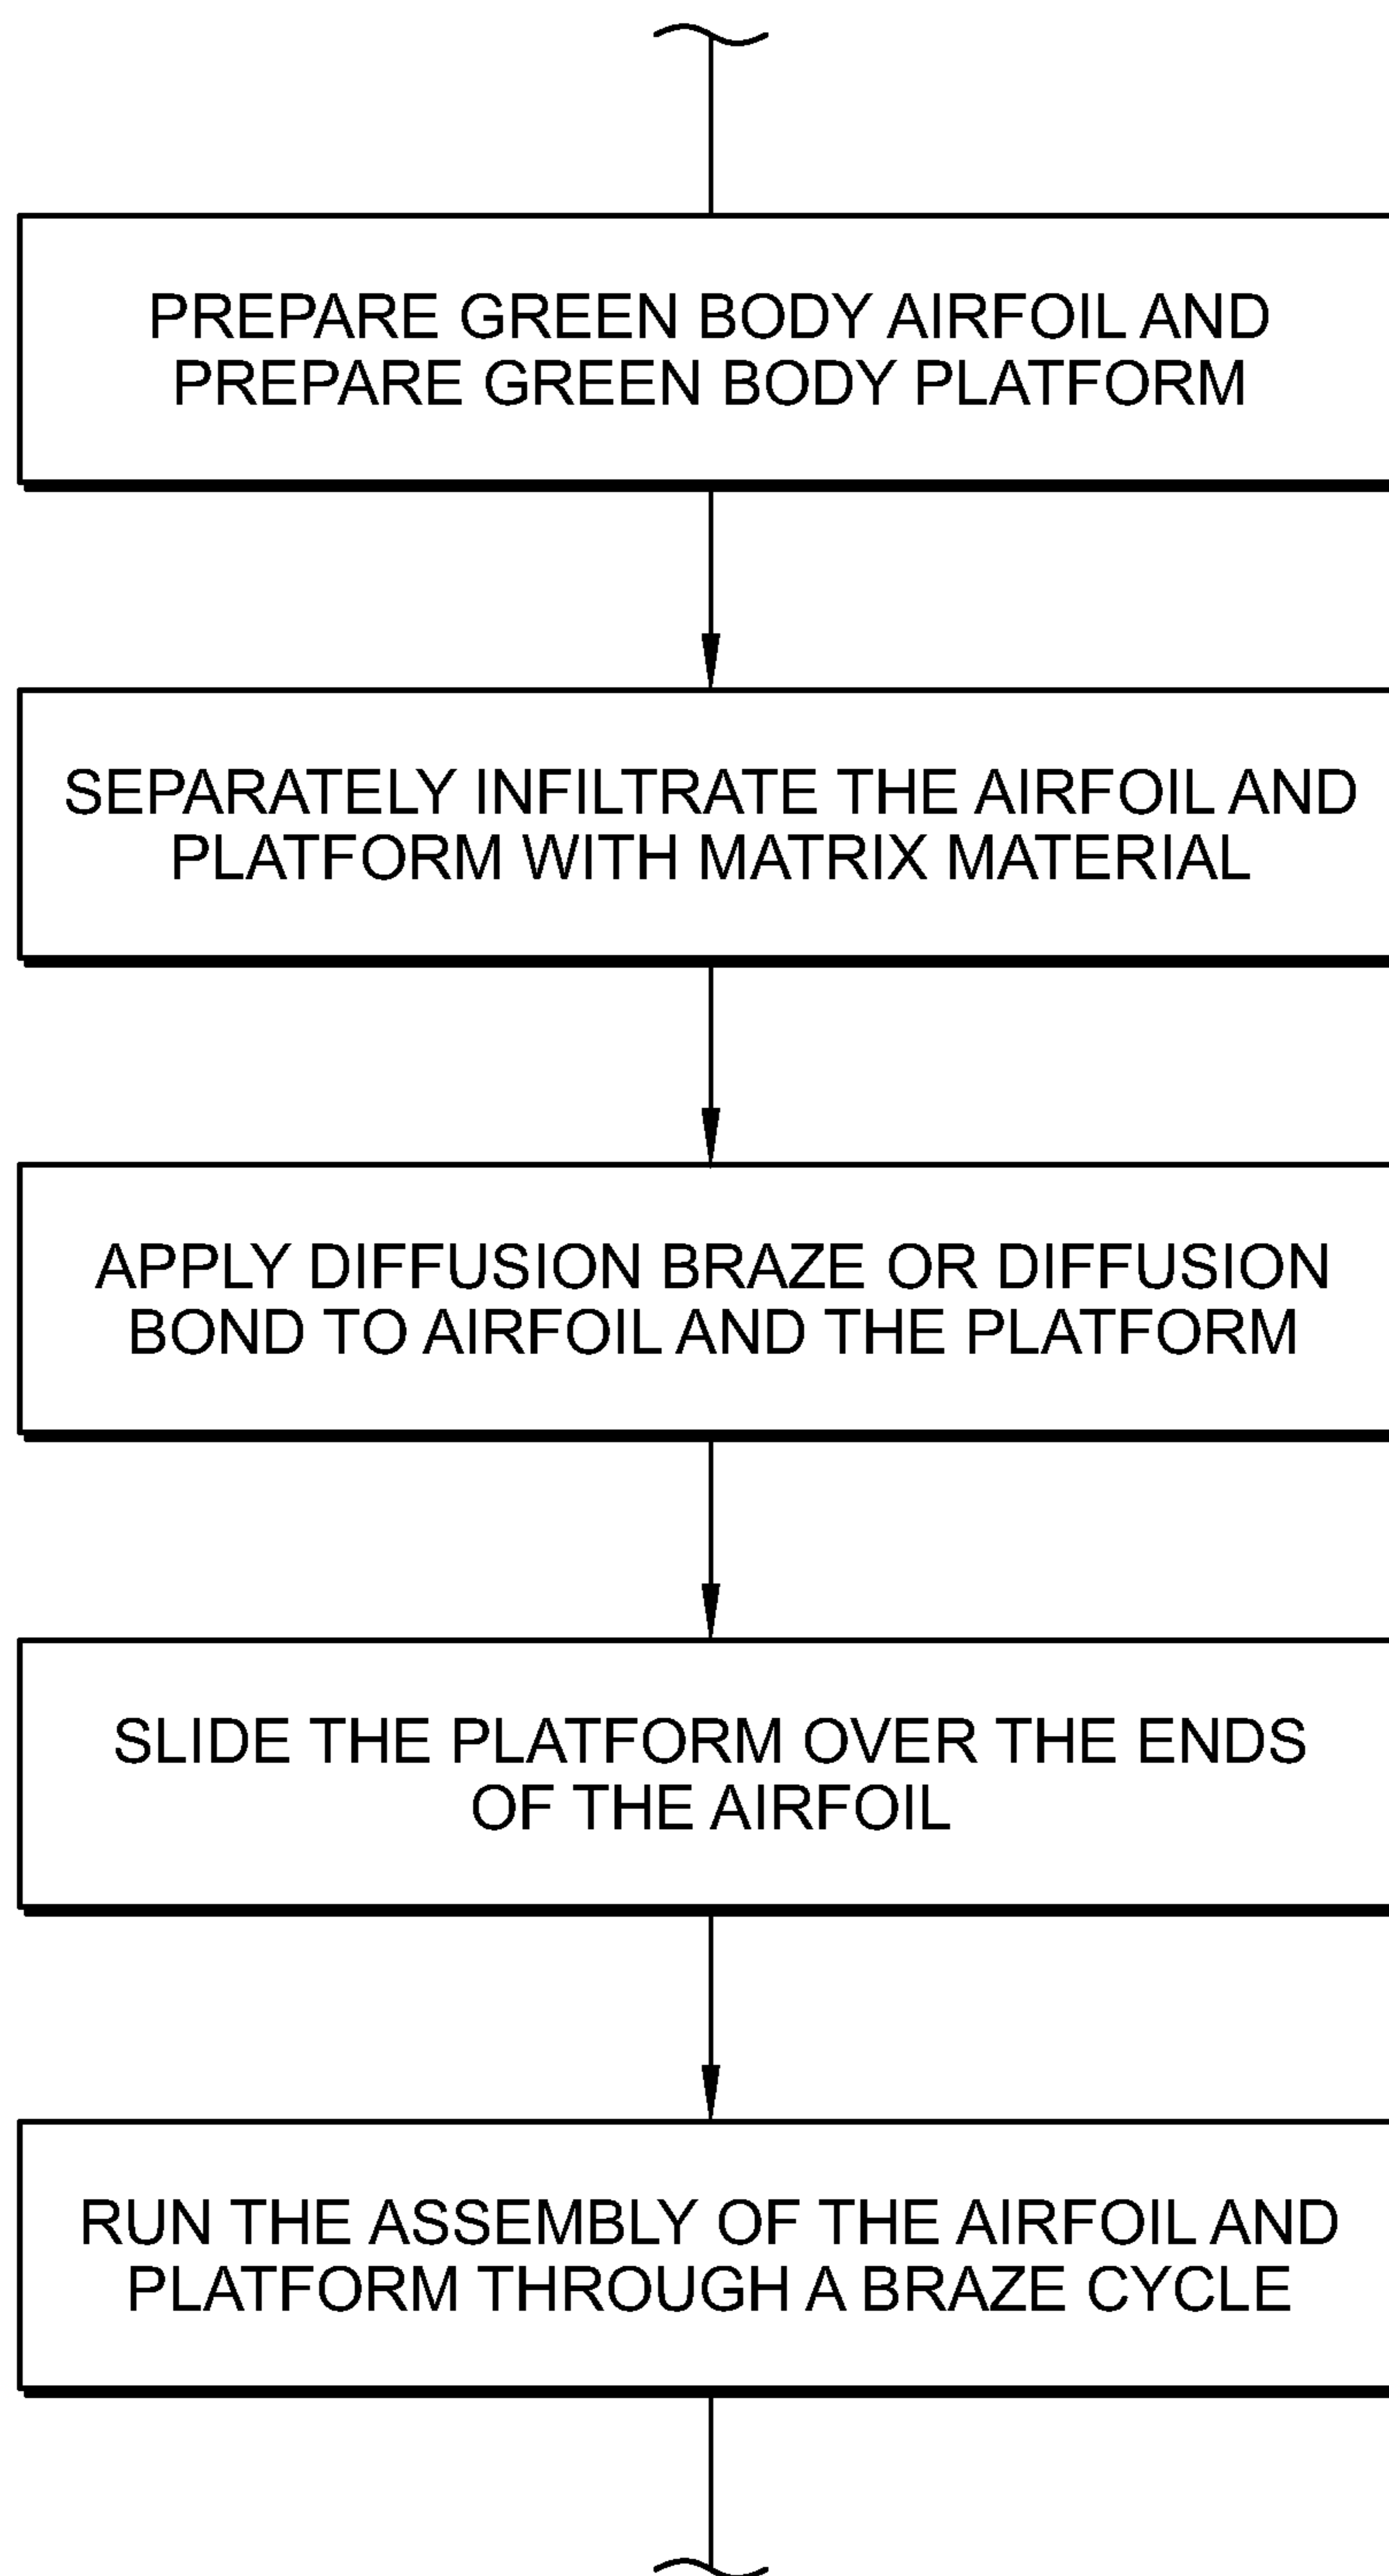 PREPARE GREEN BODY AIRFOIL AND
PREPARE GREEN BODY PLATFORM
SEPARATELY INFILTRATE THE AIRFOIL AND
PLATFORM WITH MATRIX MATERIAL
APPLY DIFFUSION BRAZE OR DIFFUSION
BOND TO AIRFOIL AND THE PLATFORM
SLIDE THE PLATFORM OVER THE ENDS
OF THE AIRFOIL
RUN THE ASSEMBLY OF THE AIRFOIL AND
PLATFORM THROUGH A BRAZE CYCLE